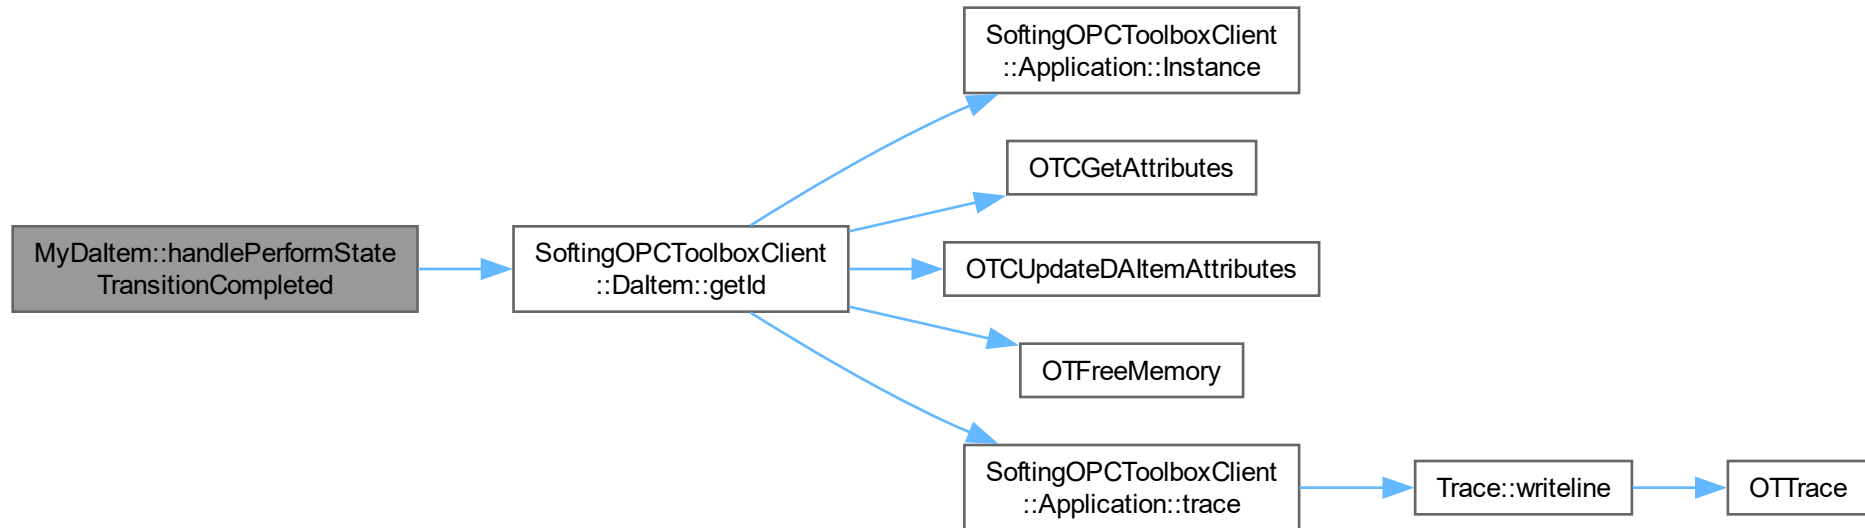 MyDaItem::handlePerformState
TransitionCompleted
SoftingOPCToolboxClient
::DaItem::getId
SoftingOPCToolboxClient
::Application::Instance
OTCGetAttributes
OTCUpdateDAItemAttributes
OTFreeMemory
SoftingOPCToolboxClient
::Application::trace
Trace::writeline
OTTrace